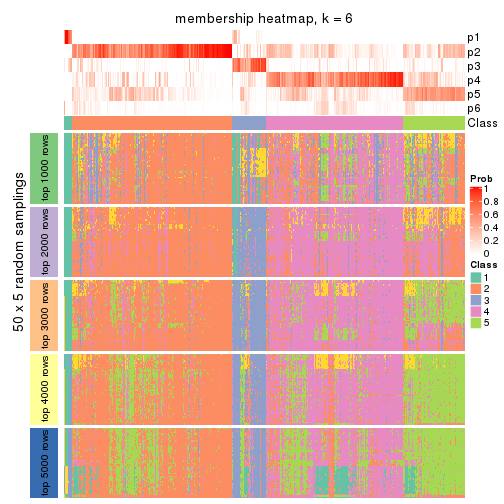 membership heatmap, k = 6
p1
p2
p3
p4
p5
p6
Class
50 x 5 random samplings
top 1000 rows
top 2000 rows
top 3000 rows
top 4000 rows
top 5000 rows
Prob
1
0.8
0.6
0.4
0.2
0
Class
1
2
3
4
5